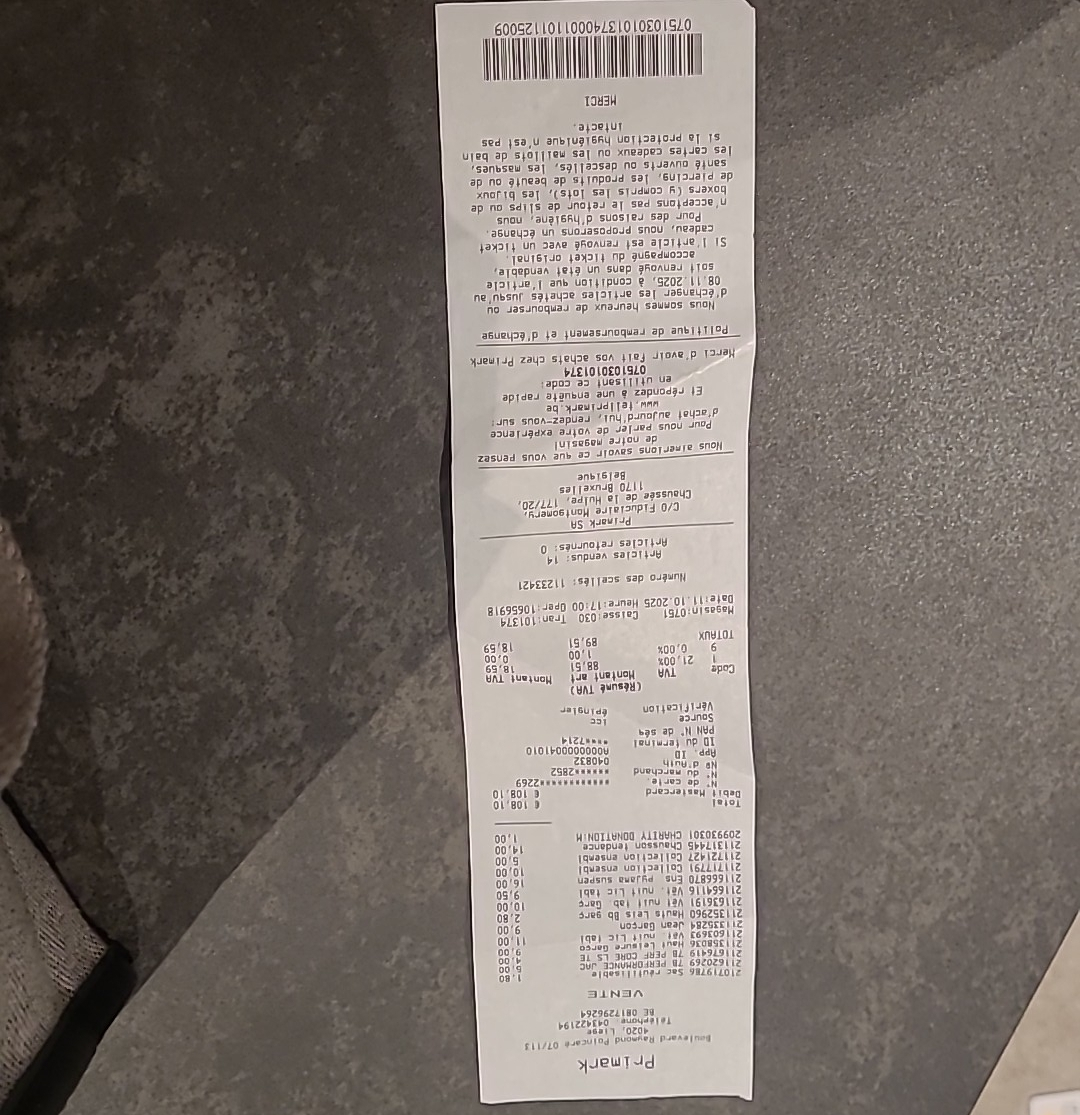 Primark
Boulevard Raymond Poincaré 07/113
4020, Liege
Téléphone: 043422194
BE 0817296264
VENTE
210719786 Sac réutilisable 1,80
211620269 7B PERFORMANCE JAC 5,00
211676419 7B PERF CORE LS TE 4,00
211358036 Haut Leisure Garco 9,00
211603693 Vêt. nuit Lic tabl 11,00
211335284 Jean Garçon 9,00
211352960 Hauts Leis Bb garç 2,80
211636191 Vêt nuit tab. Garç 10,00
211664116 Vêt. nuit Lic tabl 9,50
211666870 Ens. pyjama suspen 16,00
211717791 Collection ensembl 10,00
211721427 Collection ensembl 5,00
211317445 Chausson tendance 14,00
209930301 CHARITY DONATION:M 1,00
Total € 108,10
Debit Mastercard € 108,10
N° de carte. ************2269
N° du marchand ******2852
Nº d'Auth 040832
App. ID A0000000041010
ID du terminal ****7214
PAN N° de séq
Source icc
Vérification épingler
(Résumé TVA)
Code TVA Montant art Montant TVA
1 21,00% 88,51 18,59
9 0,00% 1,00 0,00
TOTAUX 89,51 18,59
Magasin:0751 Caisse:030 Tran:101374
Date:11.10.2025 Heure:17:00 Oper:10656918
Numéro des scellés: 11233421
Articles vendus: 14
Articles retournés: 0
Primark SA
C/O Fiduciaire Montgomery,
Chaussée de la Hulpe, 177/20,
1170 Bruxelles
Belgique
Nous aimerions savoir ce que vous pensez
de notre magasin!
Pour nous parler de votre expérience
d'achat aujourd'hui, rendez-vous sur:
www.tellprimark.be
Et répondez à une enquête rapide
en utilisant ce code:
0751030101374
Merci d'avoir fait vos achats chez Primark
Politique de remboursement et d'échange
Nous sommes heureux de rembourser ou
d'échanger les articles achetés jusqu'au
08.11.2025, à condition que l'article
soit renvoyé dans un état vendable,
accompagné du ticket original.
Si l'article est renvoyé avec un ticket
cadeau, nous proposerons un échange.
Pour des raisons d'hygiène, nous
n'acceptons pas le retour de slips ou de
boxers (y compris les lots), les bijoux
de piercing, les produits de beauté ou de
santé ouverts ou descellés, les masques,
les cartes cadeaux ou les maillots de bain
si la protection hygiénique n'est pas
intacte.
MERCI
0751030101374000111011 25009